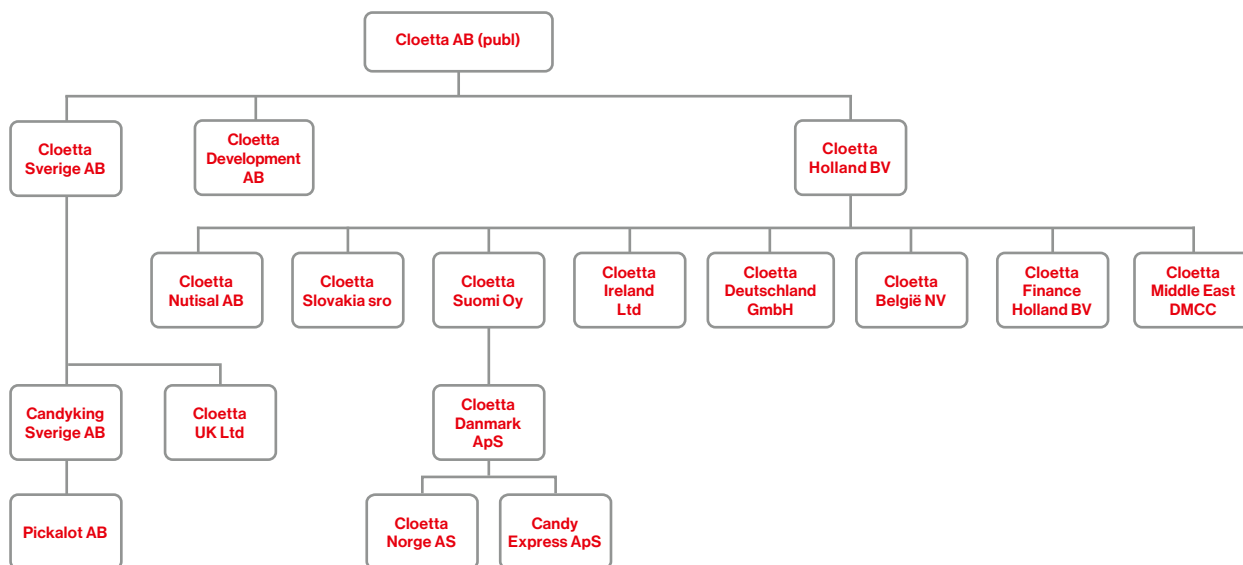 Cloetta AB (publ)
Cloetta
Sverige AB
Cloetta
Development
AB
Cloetta
Holland BV
Cloetta
Nutisal AB
Cloetta
Slovakia sro
Cloetta
Suomi Oy
Cloetta
Ireland
Ltd
Cloetta
Deutschland
GmbH
Cloetta
België NV
Cloetta
Finance
Holland BV
Cloetta
Middle East
DMCC
Candyking
Sverige AB
Cloetta
UK Ltd
Cloetta
Danmark
ApS
Pickalot AB
Cloetta
Norge AS
Candy
Express ApS